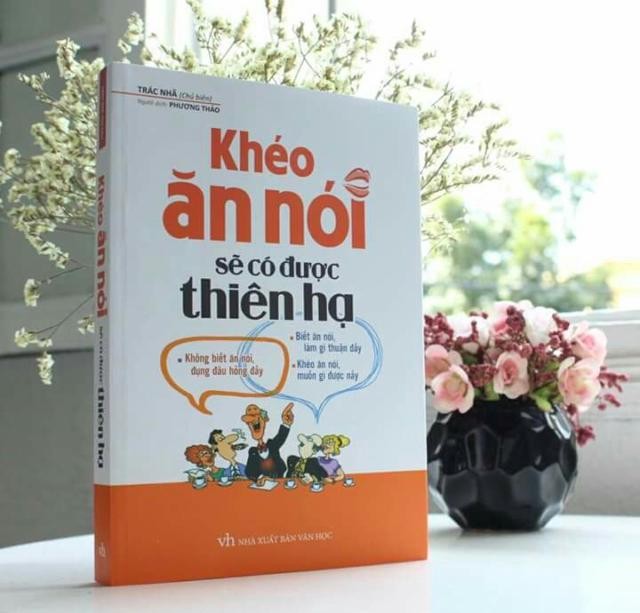 TRÁC NHÃ (Chủ biên)
Người dịch: PHƯƠNG THẢO
Khéo
ăn nói
sẽ có được
thiên hạ
Không biết ăn nói,
đụng đâu hỏng đấy
Biết ăn nói,
làm gì thuận đấy
Khéo ăn nói,
muốn gì được nấy
vh NHÀ XUẤT BẢN VĂN HỌC
Khéo ăn nói sẽ có được thiên hạ
vh